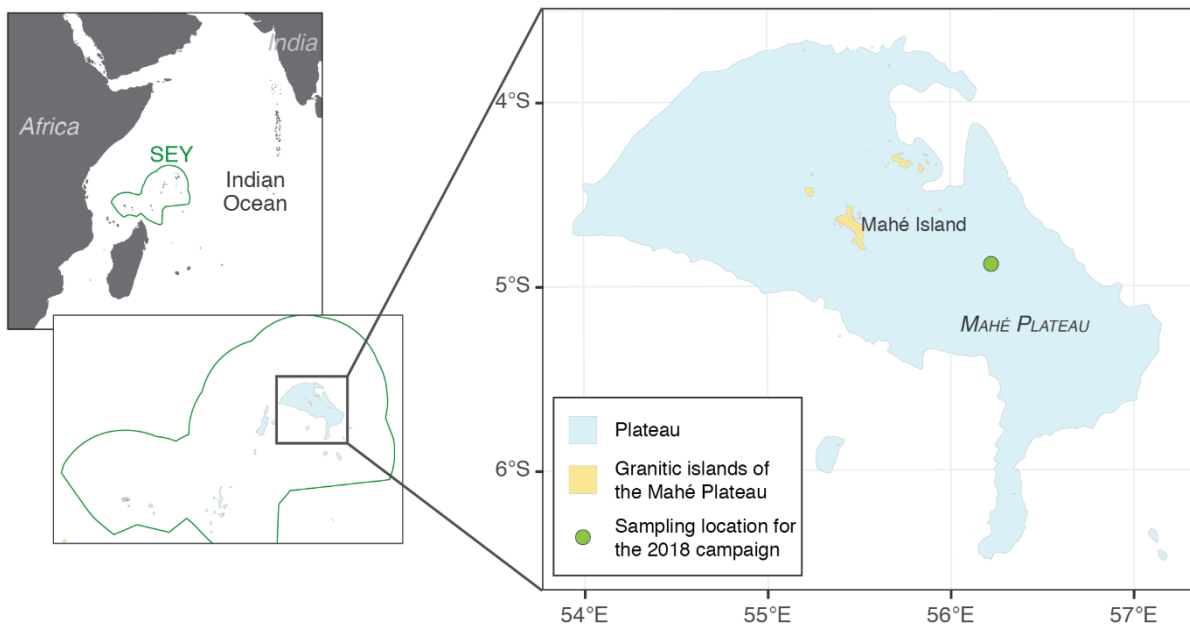 India
Africa
SEY
Indian
Ocean
4°S
5°S
6°S
Mahé Island
MAHÉ PLATEAU
Plateau
Granitic islands of
the Mahé Plateau
Sampling location for
the 2018 campaign
54°E
55°E
56°E
57°E